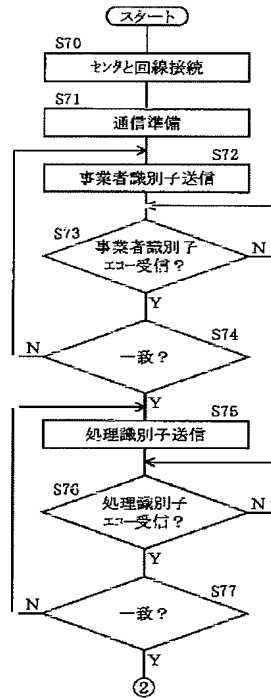 スタート
S70
センタと回線接続
S71
通信準備
S72
事業者識別子送信
S73
事業者識別子
エコー受信?
N
Y
S74
N
一致?
Y
S75
処理識別子送信
S76
処理識別子
エコー受信?
N
Y
S77
N
一致?
Y
②